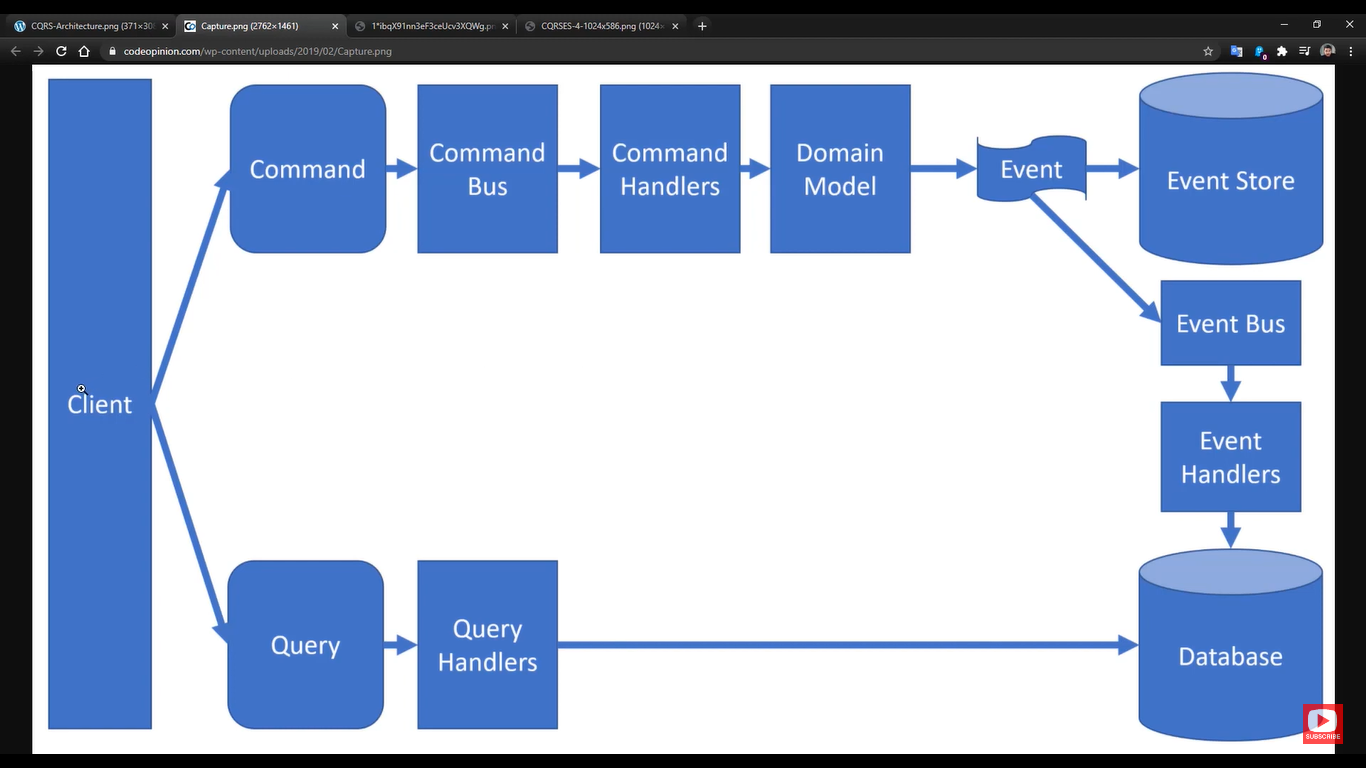 CQRS-Architecture.png (371×30
Capture.png (2762×1461)
1*ibqX91nn3eF3ceUcv3XQWg.pn
CQRSES-4-1024x586.png (1024×
codeopinion.com/wp-content/uploads/2019/02/Capture.png
Command
Command
Bus
Command
Handlers
Domain
Model
Event
Event Store
Event Bus
Client
Event
Handlers
Query
Query
Handlers
Database
SUBSCRIBE